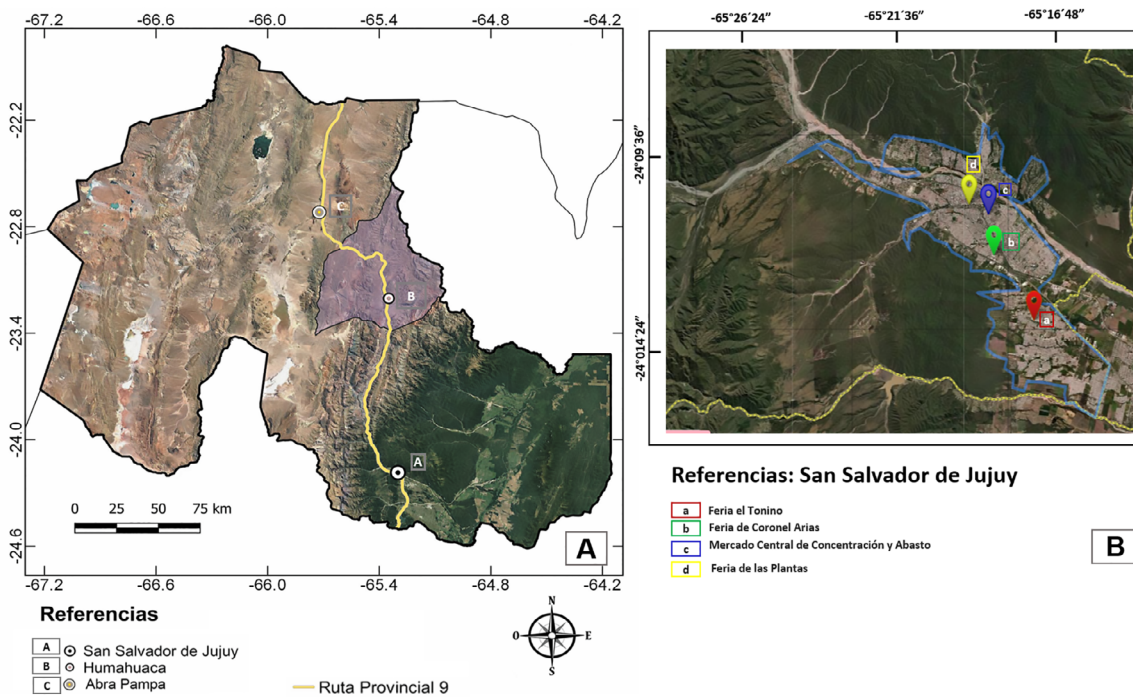 -67.2 -66.6 -66.0 -65.4 -64.8 -64.2
-22.2
-22.8
-23.4
-24.0
-24.6
C
B
A
0 25 50 75 km
A
-67.2 -66.6 -66.0 -65.4 -64.8 -64.2
Referencias
A San Salvador de Jujuy
B Humahuaca
C Abra Pampa
Ruta Provincial 9
N
O E
S
-65°26´24” -65°21´36” -65°16´48”
-24°09´36”
-24°014´24”
d
c
b
a
Referencias: San Salvador de Jujuy
a Feria el Tonino
b Feria de Coronel Arias
c Mercado Central de Concentración y Abasto
d Feria de las Plantas
B